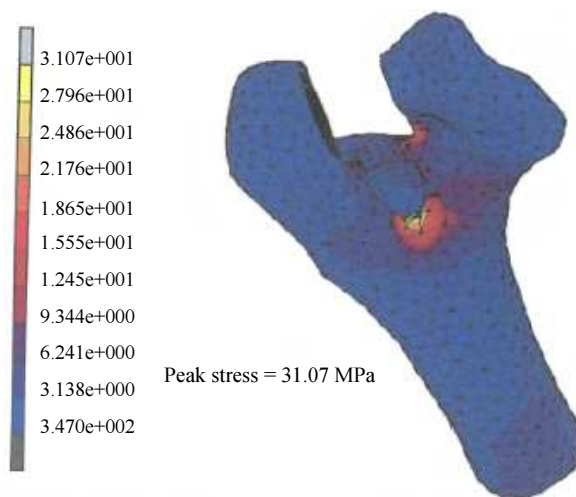 3.107e+001
2.796e+001
2.486e+001
2.176e+001
1.865e+001
1.555e+001
1.245e+001
9.344e+000
6.241e+000
3.138e+000
Peak stress = 31.07 MPa
3.470e+002